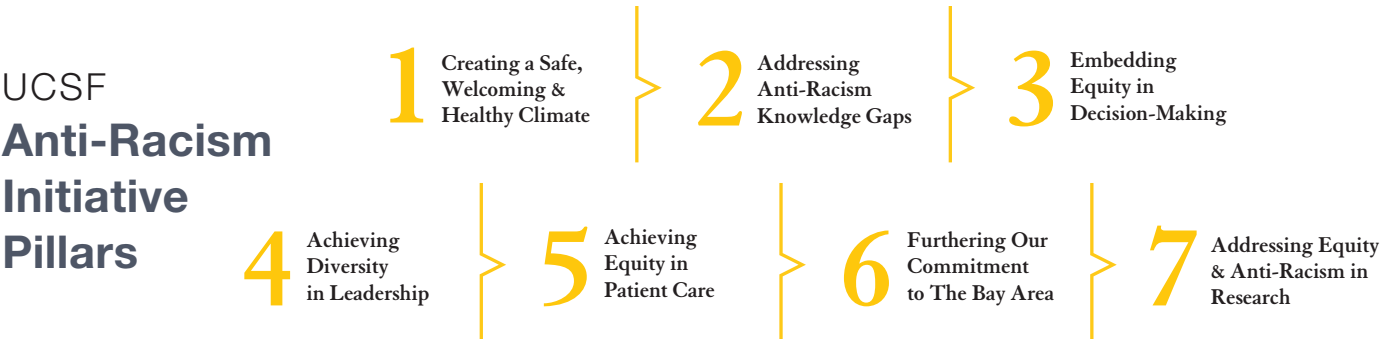 UCSF
Anti-Racism
Initiative
Pillars
1
Creating a Safe,
Welcoming &
Healthy Climate
2
Addressing
Anti-Racism
Knowledge Gaps
3
Embedding
Equity in
Decision-Making
4
Achieving
Diversity
in Leadership
5
Achieving
Equity in
Patient Care
6
Furthering Our
Commitment
to The Bay Area
7
Addressing Equity
& Anti-Racism in
Research